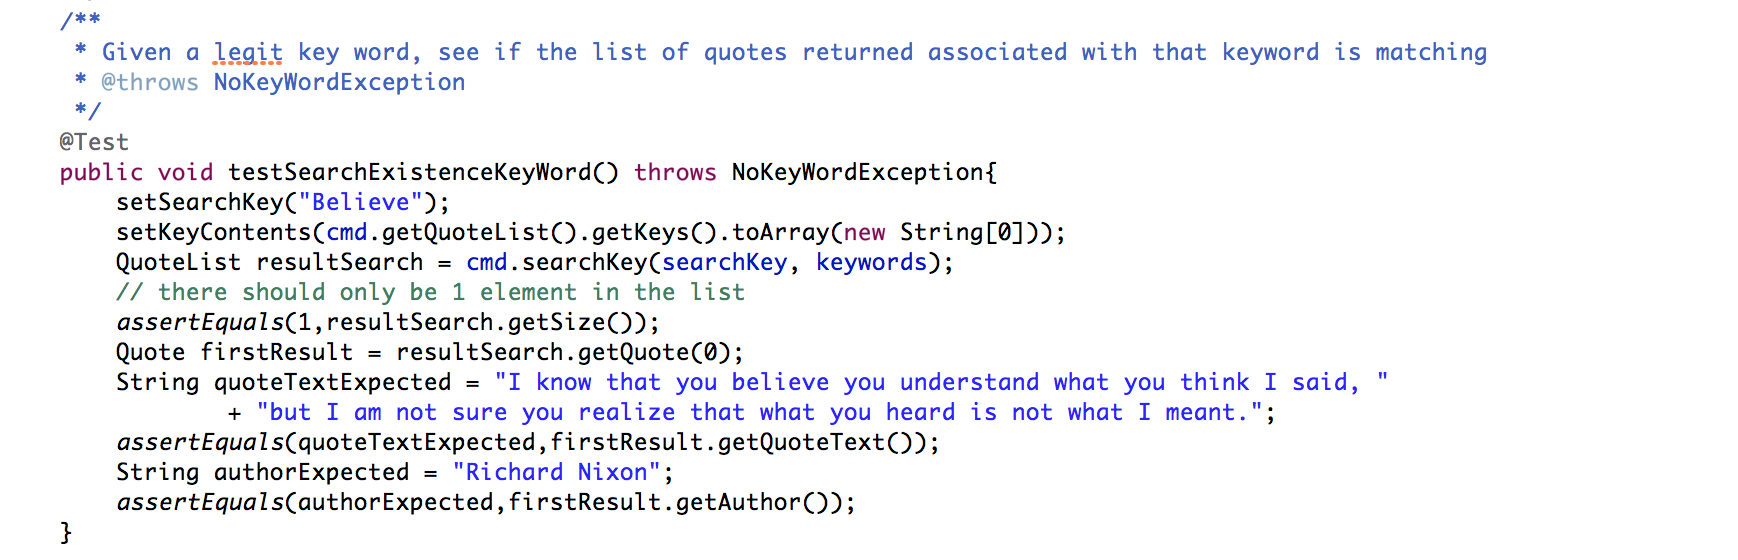 /**
 * Given a legit key word, see if the list of quotes returned associated with that keyword is matching
 * @throws NoKeyWordException
 */
@Test
public void testSearchExistenceKeyWord() throws NoKeyWordException{
    setSearchKey("Believe");
    setKeyContents(cmd.getQuoteList().getKeys().toArray(new String[0]));
    QuoteList resultSearch = cmd.searchKey(searchKey, keywords);
    // there should only be 1 element in the list
    assertEquals(1,resultSearch.getSize());
    Quote firstResult = resultSearch.getQuote(0);
    String quoteTextExpected = "I know that you believe you understand what you think I said, "
            + "but I am not sure you realize that what you heard is not what I meant.";
    assertEquals(quoteTextExpected,firstResult.getQuoteText());
    String authorExpected = "Richard Nixon";
    assertEquals(authorExpected,firstResult.getAuthor());
}